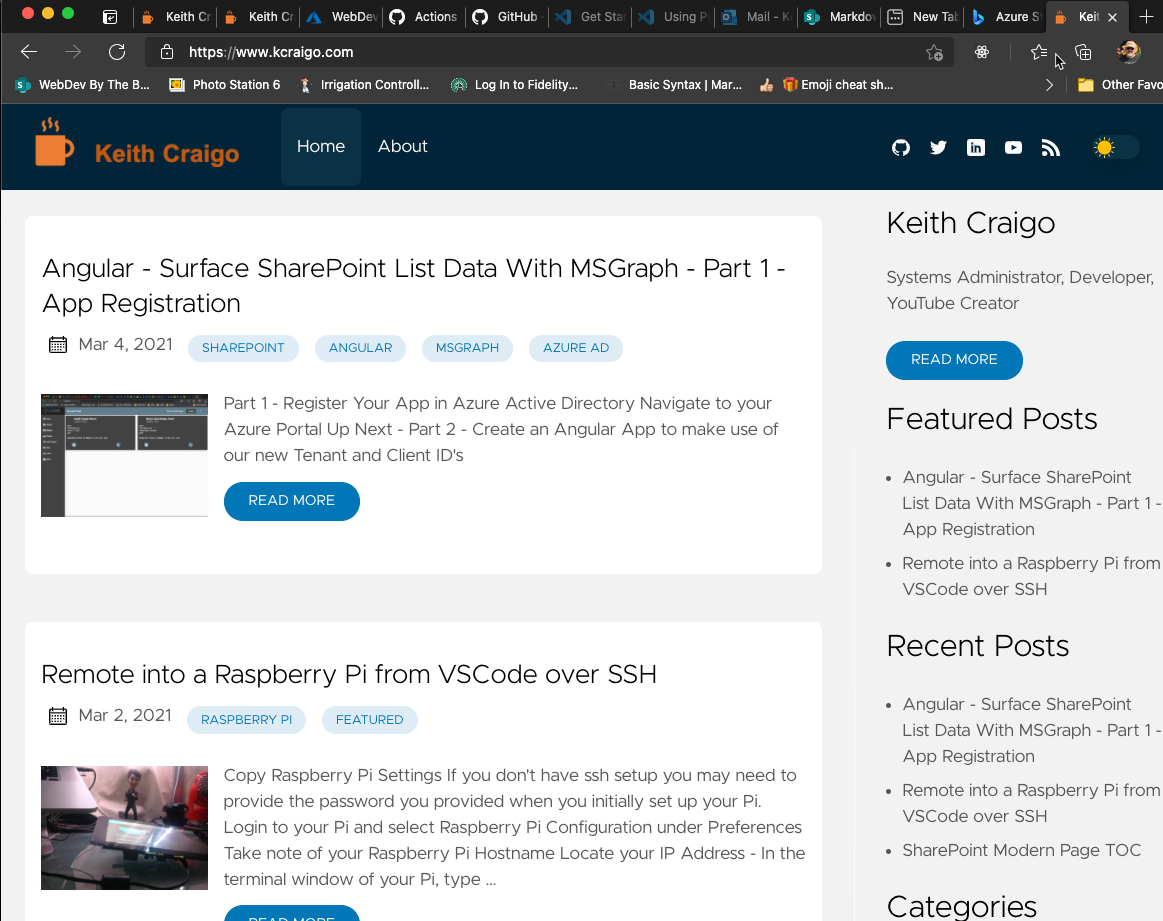 Keith Cr
Keith Cr
WebDev
Actions
GitHub
Get Star
Using Py
Mail - Ke
Markdow
New Tab
Azure S
Keit
https://www.kcraigo.com
WebDev By The B...
Photo Station 6
Irrigation Controll...
Log In to Fidelity...
Basic Syntax | Mar...
Emoji cheat sh...
Other Favo
Keith Craigo
Home
About
Angular - Surface SharePoint List Data With MSGraph - Part 1 -
App Registration
Mar 4, 2021
SHAREPOINT
ANGULAR
MSGRAPH
AZURE AD
Part 1 - Register Your App in Azure Active Directory Navigate to your
Azure Portal Up Next - Part 2 - Create an Angular App to make use of
our new Tenant and Client ID's
READ MORE
Remote into a Raspberry Pi from VSCode over SSH
Mar 2, 2021
RASPBERRY PI
FEATURED
Copy Raspberry Pi Settings If you don't have ssh setup you may need to
provide the password you provided when you initially set up your Pi.
Login to your Pi and select Raspberry Pi Configuration under Preferences
Take note of your Raspberry Pi Hostname Locate your IP Address - In the
terminal window of your Pi, type ...
READ MORE
Keith Craigo
Systems Administrator, Developer,
YouTube Creator
READ MORE
Featured Posts
Angular - Surface SharePoint
List Data With MSGraph - Part 1 -
App Registration
Remote into a Raspberry Pi from
VSCode over SSH
Recent Posts
Angular - Surface SharePoint
List Data With MSGraph - Part 1 -
App Registration
Remote into a Raspberry Pi from
VSCode over SSH
SharePoint Modern Page TOC
Categories